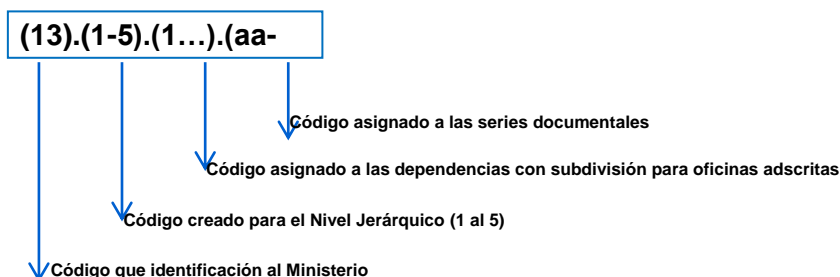 (13).(1-5).(1…).(aa-
Código asignado a las series documentales
Código asignado a las dependencias con subdivisión para oficinas adscritas
Código creado para el Nivel Jerárquico (1 al 5)
Código que identificación al Ministerio